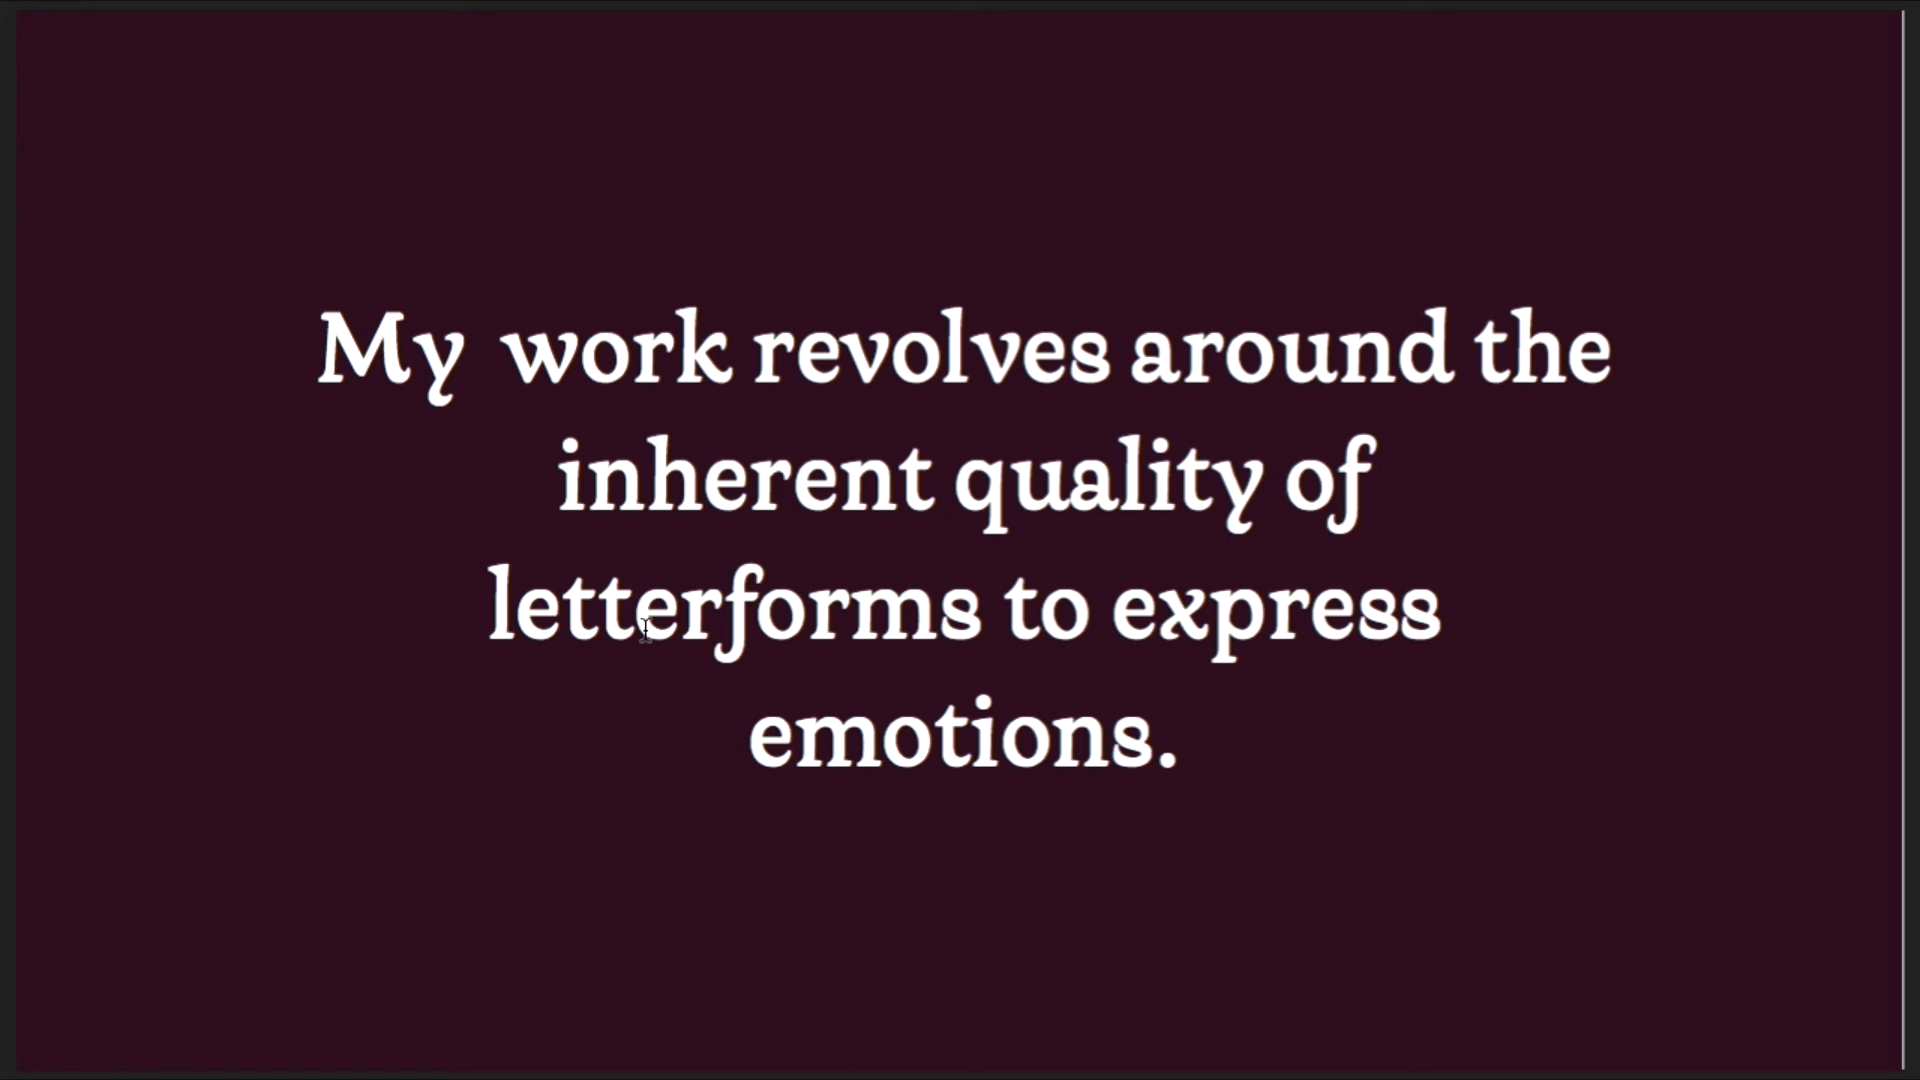 My  work revolves around the
inherent quality of
letterforms to express
emotions.